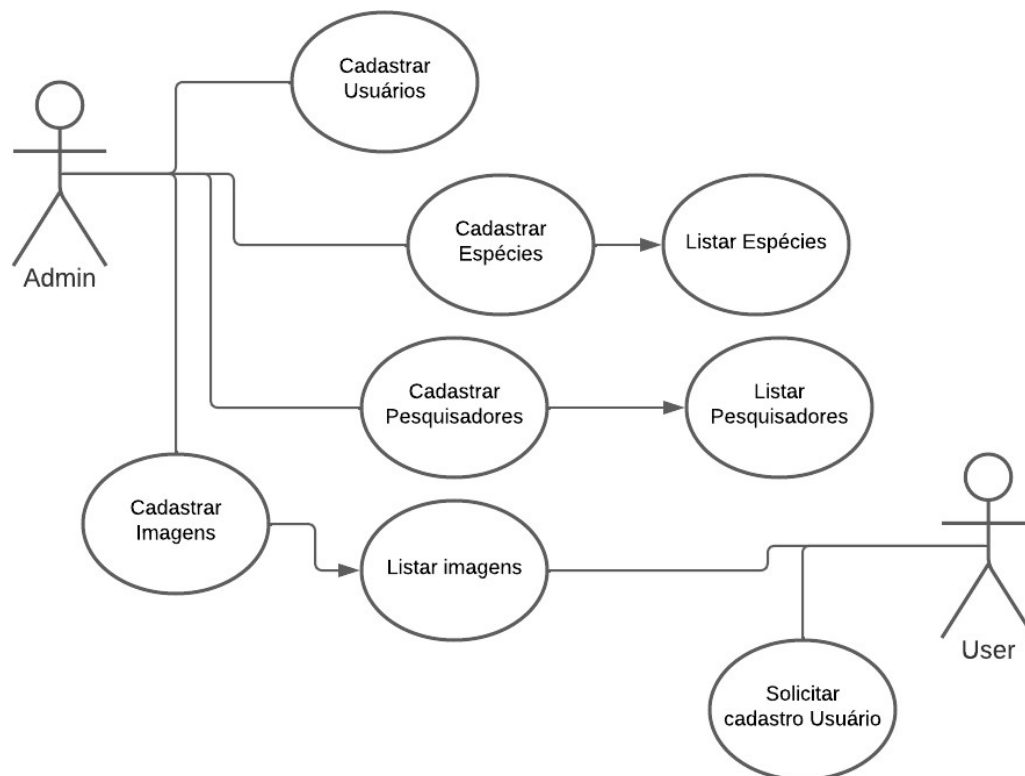 Cadastrar
Usuários
Admin
Cadastrar
Espécies
Listar Espécies
Cadastrar
Pesquisadores
Listar
Pesquisadores
Cadastrar
Imagens
Listar imagens
User
Solicitar
cadastro Usuário